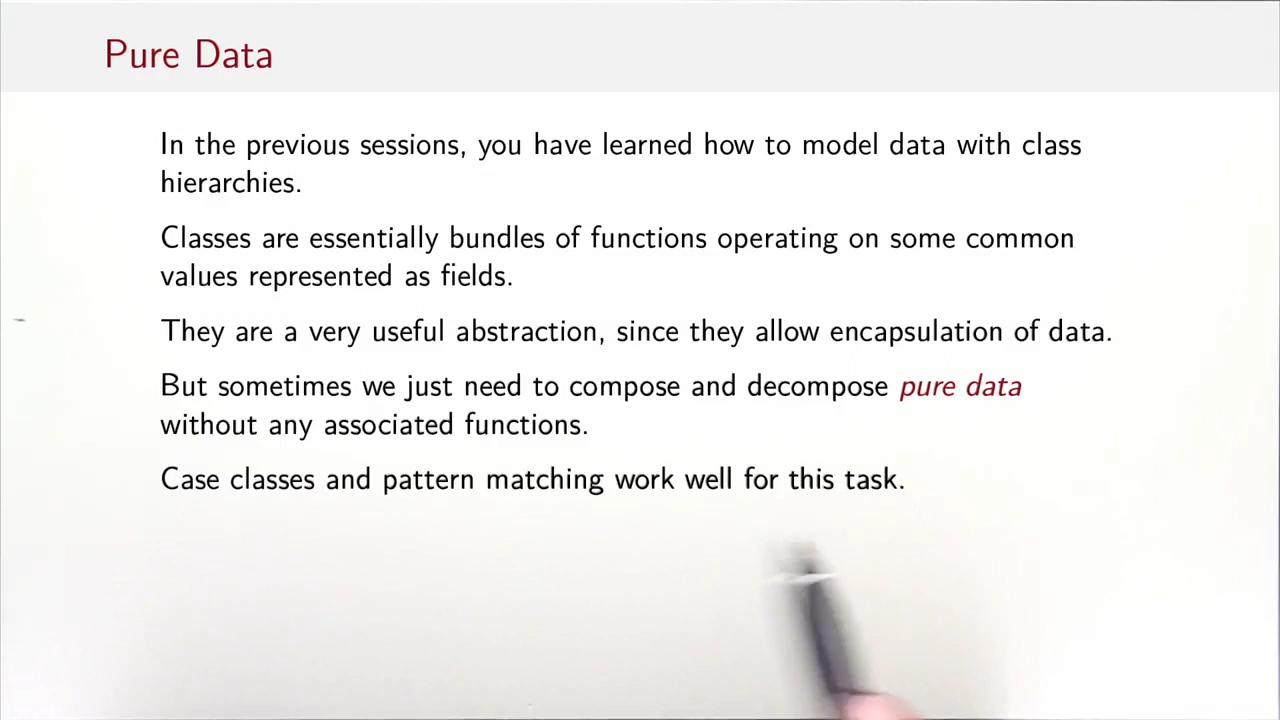 Pure Data
In the previous sessions, you have learned how to model data with class
hierarchies.
Classes are essentially bundles of functions operating on some common
values represented as fields.
They are a very useful abstraction, since they allow encapsulation of data.
But sometimes we just need to compose and decompose pure data
without any associated functions.
Case classes and pattern matching work well for this task.